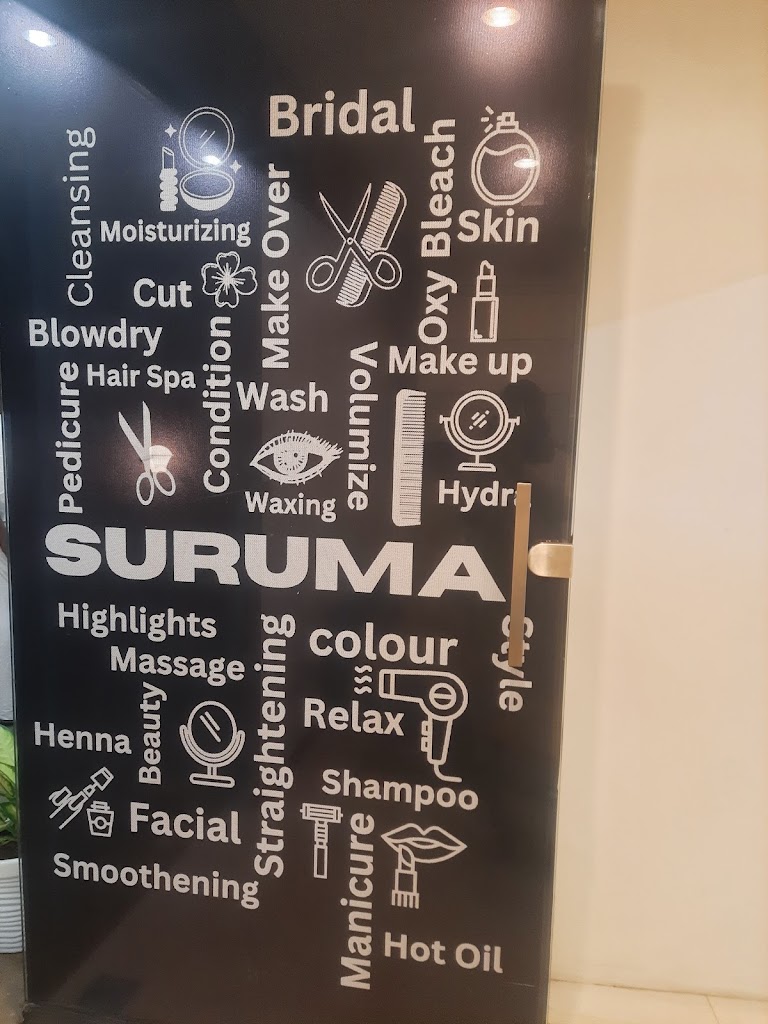 Bridal
Cleansing
Moisturizing
Make Over
Oxy Bleach
Skin
Cut
Blowdry
Hair Spa
Condition
Make up
Wash
Volumize
Pedicure
Waxing
Hydra
SURUMA
Highlights
Massage
Straightening
colour
Style
Beauty
Relax
Henna
Shampoo
Facial
Manicure
Smoothening
Hot Oil